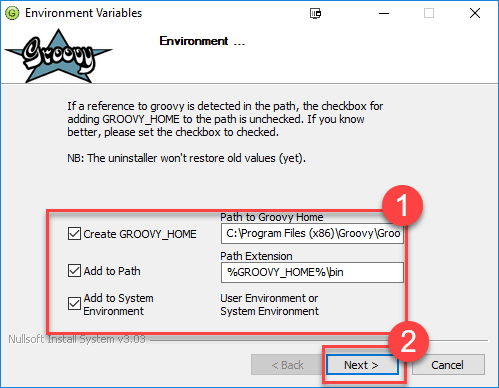 G
Environment Variables
Groovy
Environment ...
If a reference to groovy is detected in the path, the checkbox for
adding GROOVY_HOME to the path is unchecked. If you know
better, please set the checkbox to checked.
NB: The uninstaller won't restore old values (yet).
1
Path to Groovy Home
Create GROOVY_HOME
C:\Program Files (x86)\Groovy\Groo
Path Extension
Add to Path
%GROOVY_HOME%\bin
Add to System
Environment
User Environment or
System Environment
Nullsoft Install System v3.03
2
< Back
Next >
Cancel